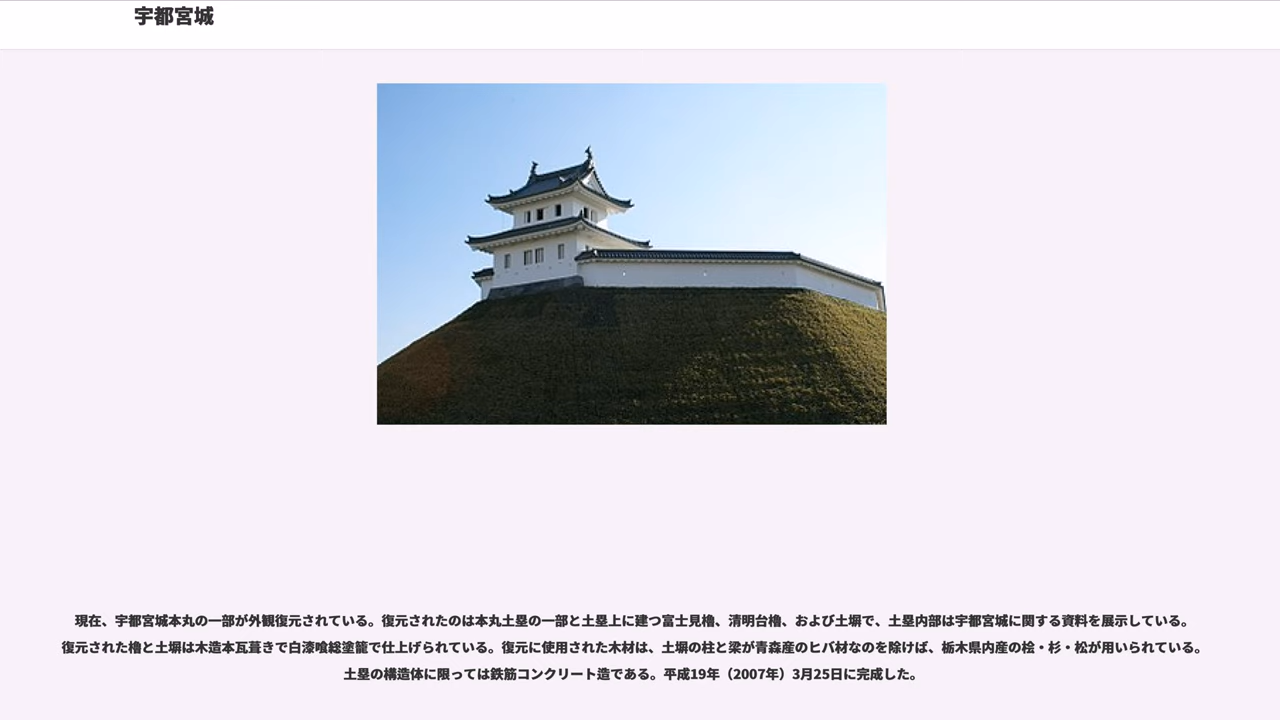 宇都宮城
現在、宇都宮城本丸の一部が外観復元されている。復元されたのは本丸土塁の一部と土塁上に建つ富士見櫓、清明台櫓、および土塀で、土塁内部は宇都宮城に関する資料を展示している。
復元された櫓と土塀は木造本瓦葺きで白漆喰総塗籠で仕上げられている。復元に使用された木材は、土塀の柱と梁が青森産のヒバ材なのを除けば、栃木県内産の桧・杉・松が用いられている。
土塁の構造体に限っては鉄筋コンクリート造である。平成19年（2007年）3月25日に完成した。